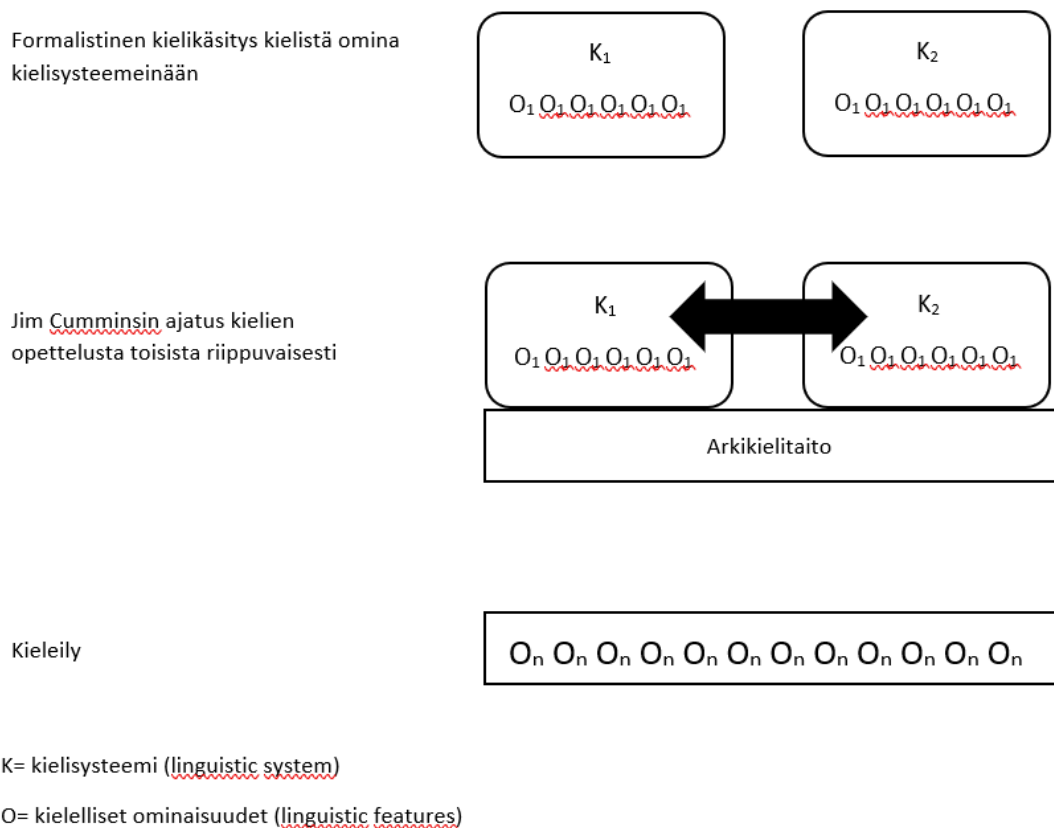 Formalistinen kielikäsitys kielistä omina
kielisysteemeinään
K₁
O₁ O₁ O₁ O₁ O₁ O₁
K₂
O₁ O₁ O₁ O₁ O₁ O₁
Jim Cumminsin ajatus kielien
opettelusta toisista riippuvaisesti
K₁
O₁ O₁ O₁ O₁ O₁ O₁
K₂
O₁ O₁ O₁ O₁ O₁ O₁
Arkikielitaito
Kieleily
Oₙ Oₙ Oₙ Oₙ Oₙ Oₙ Oₙ Oₙ Oₙ Oₙ Oₙ Oₙ
K= kielisysteemi (linguistic system)
O= kielelliset ominaisuudet (linguistic features)